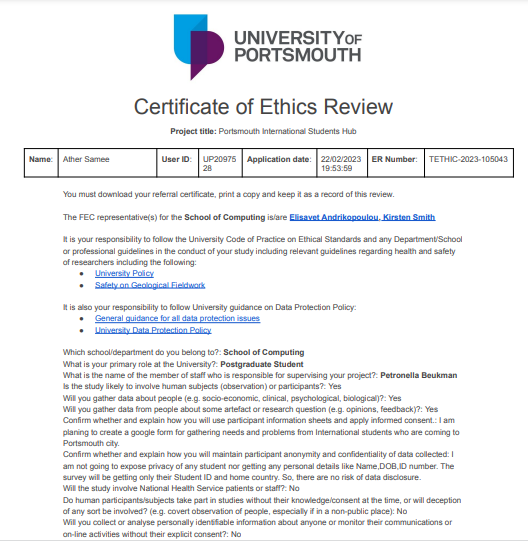 UNIVERSITY OF
PORTSMOUTH
Certificate of Ethics Review
Project title: Portsmouth International Students Hub
Name: Ather Samee User ID: UP2097528 Application date: 22/02/2023 19:53:59 ER Number: TETHIC-2023-105043
You must download your referral certificate, print a copy and keep it as a record of this review.
The FEC representative(s) for the School of Computing is/are Elisavet Andrikopoulou, Kirsten Smith
It is your responsibility to follow the University Code of Practice on Ethical Standards and any Department/School
or professional guidelines in the conduct of your study including relevant guidelines regarding health and safety
of researchers including the following:
● University Policy
● Safety on Geological Fieldwork
It is also your responsibility to follow University guidance on Data Protection Policy:
● General guidance for all data protection issues
● University Data Protection Policy
Which school/department do you belong to?: School of Computing
What is your primary role at the University?: Postgraduate Student
What is the name of the member of staff who is responsible for supervising your project?: Petronella Beukman
Is the study likely to involve human subjects (observation) or participants?: Yes
Will you gather data about people (e.g. socio-economic, clinical, psychological, biological)?: Yes
Will you gather data from people about some artefact or research question (e.g. opinions, feedback)?: Yes
Confirm whether and explain how you will use participant information sheets and apply informed consent.: I am
planing to create a google form for gathering needs and problems from International students who are coming to
Portsmouth city.
Confirm whether and explain how you will maintain participant anonymity and confidentiality of data collected: I
am not going to expose privacy of any student nor getting any personal details like Name,DOB,ID number. The
survey will be getting only their Student ID and home country. So, there are no risk of data disclosure.
Will the study involve National Health Service patients or staff?: No
Do human participants/subjects take part in studies without their knowledge/consent at the time, or will deception
of any sort be involved? (e.g. covert observation of people, especially if in a non-public place): No
Will you collect or analyse personally identifiable information about anyone or monitor their communications or
on-line activities without their explicit consent?: No